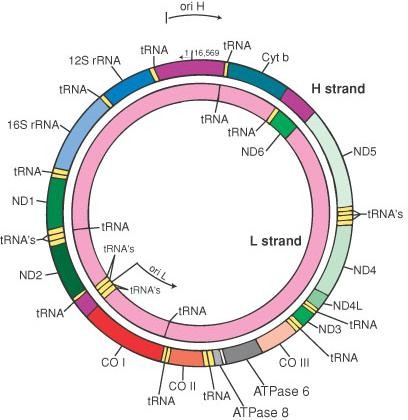 ori H
tRNA
1/16,569
tRNA
12S rRNA
Cyt b
tRNA
H strand
16S rRNA
tRNA
tRNA
ND6
ND5
tRNA
ND1
tRNA's
tRNA
tRNA's
L strand
tRNA's
ND2
ori L
tRNA's
ND4
tRNA
tRNA
ND4L
tRNA
ND3
CO I
CO III
tRNA
CO II
tRNA
tRNA
ATPase 6
ATPase 8